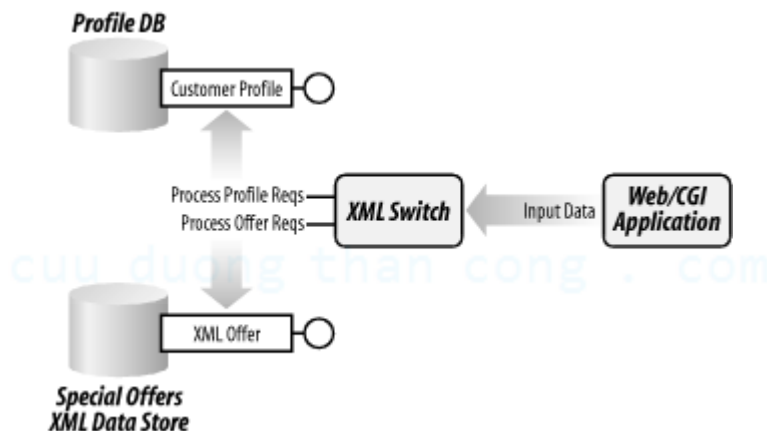 Profile DB
Customer Profile
Process Profile Reqs
Process Offer Reqs
XML Switch
Input Data
Web/CGI
Application
cuu duong than cong . com
XML Offer
Special Offers
XML Data Store